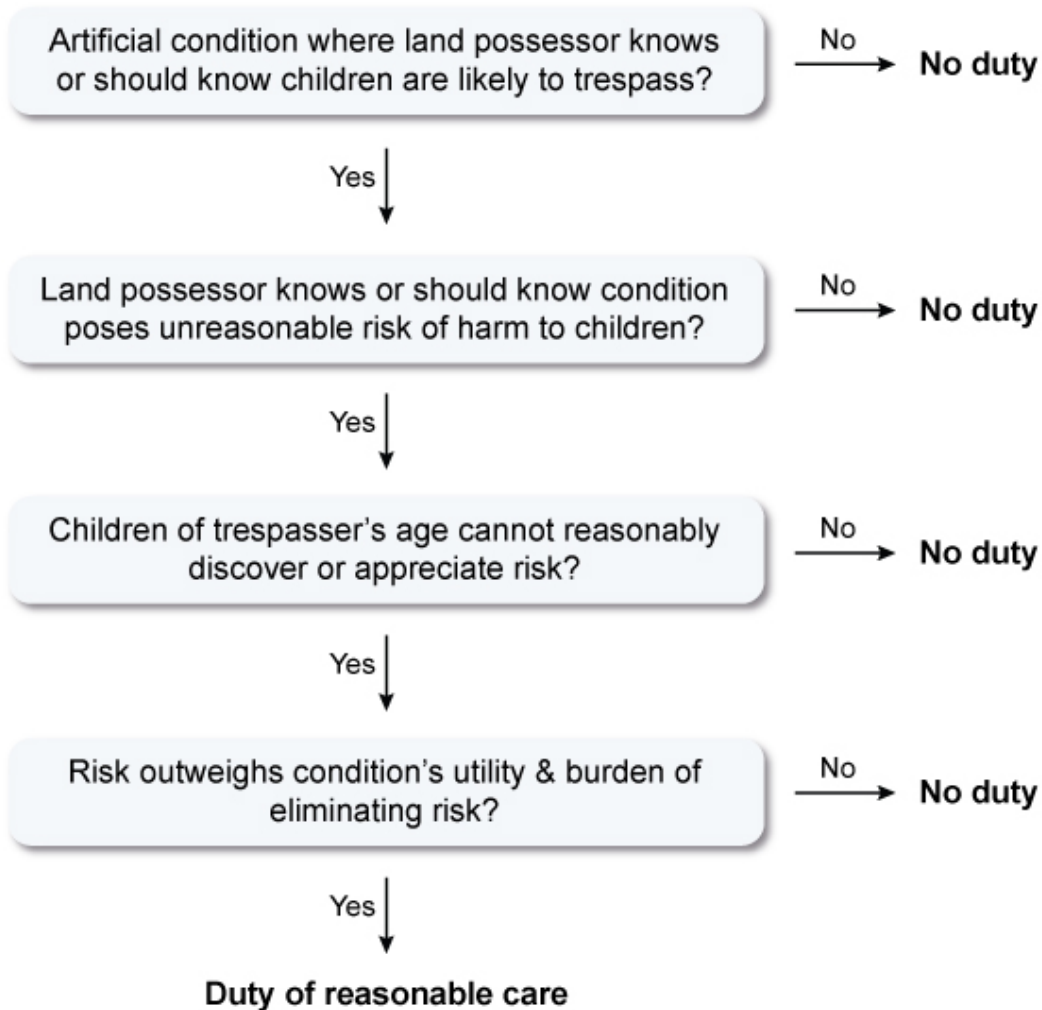 Artificial condition where land possessor knows
or should know children are likely to trespass?
No
No duty
Yes
Land possessor knows or should know condition
poses unreasonable risk of harm to children?
No
No duty
Yes
Children of trespasser's age cannot reasonably
discover or appreciate risk?
No
No duty
Yes
Risk outweighs condition's utility & burden of
eliminating risk?
No
No duty
Yes
Duty of reasonable care